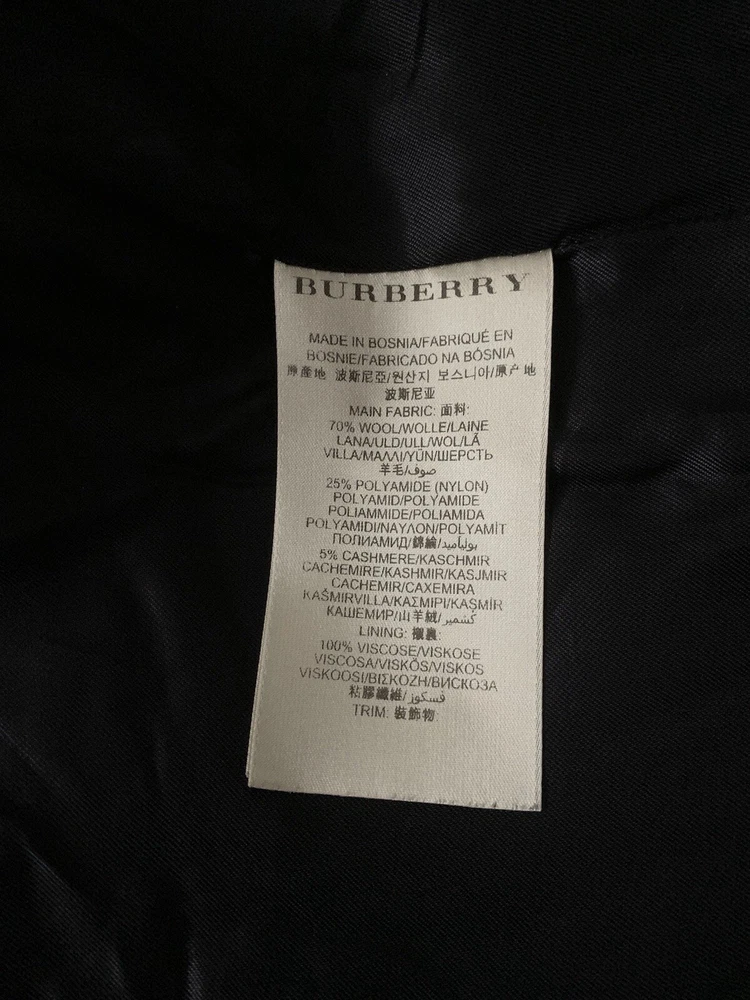 BURBERRY
MADE IN BOSNIA/FABRIQUÉ EN
BOSNIE/FABRICADO NA BÓSNIA
原產地 波斯尼亞/원산지 보스니아/原产地
波斯尼亚
MAIN FABRIC: 面料:
70% WOOL/WOLLE/LAINE
LANA/ULD/ULL/WOL/LÃ
VILLA/ΜΑΛΛΙ/YÜN/ШЕРСТЬ
羊毛/صوف
25% POLYAMIDE (NYLON)
POLYAMID/POLYAMIDE
POLIAMMIDE/POLIAMIDA
POLYAMIDI/ΝΑΥΛΟΝ/POLYAMİT
ПОЛИАМИД/錦綸/بولياميد
5% CASHMERE/KASCHMIR
CACHEMIRE/KASHMIR/KASJMIR
CACHEMIR/CAXEMIRA
KAŠMIRVILLA/ΚΑΣΜΙΡΙ/KAŞMİR
КАШЕМИР/山羊絨/كشمير
LINING: 襯裏:
100% VISCOSE/VISKOSE
VISCOSA/VISKÓS/VISKOS
VISKOOSI/ΒΙΣΚΟΖΗ/ВИСКОЗА
粘膠纖維/فسكوز
TRIM: 裝飾物: